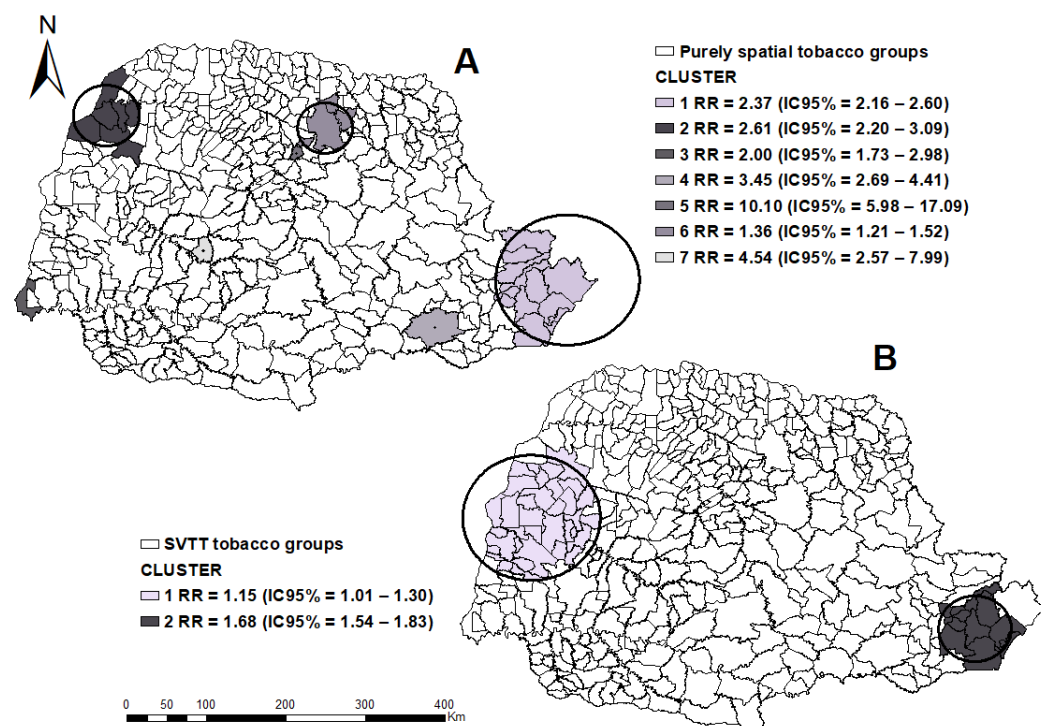 N
A
Purely spatial tobacco groups
CLUSTER
1 RR = 2.37 (IC95% = 2.16 – 2.60)
2 RR = 2.61 (IC95% = 2.20 – 3.09)
3 RR = 2.00 (IC95% = 1.73 – 2.98)
4 RR = 3.45 (IC95% = 2.69 – 4.41)
5 RR = 10.10 (IC95% = 5.98 – 17.09)
6 RR = 1.36 (IC95% = 1.21 – 1.52)
7 RR = 4.54 (IC95% = 2.57 – 7.99)
B
SVTT tobacco groups
CLUSTER
1 RR = 1.15 (IC95% = 1.01 – 1.30)
2 RR = 1.68 (IC95% = 1.54 – 1.83)
0 100 200 300 400
Km